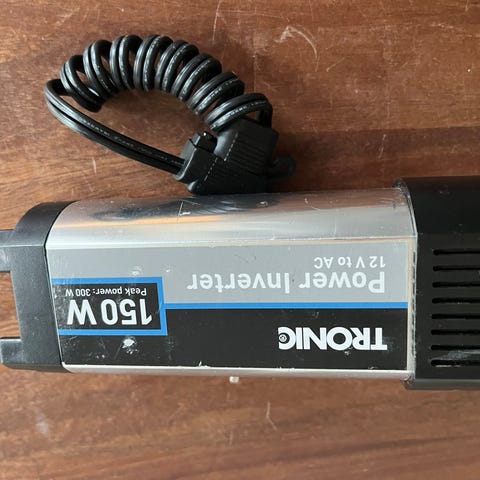 TRONIC®
Power Inverter
12 V to AC
150 W
Peak power: 300 W